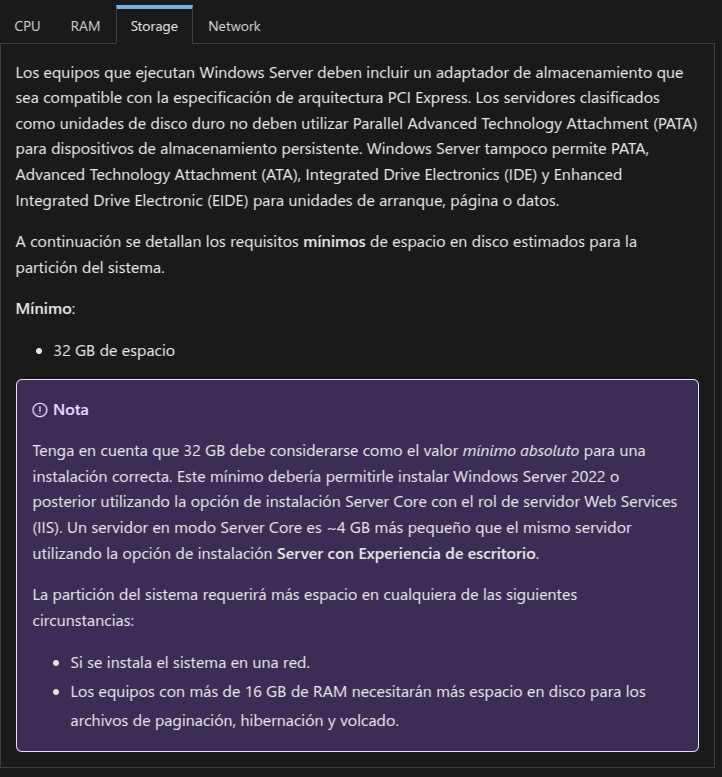 CPU RAM Storage Network
Los equipos que ejecutan Windows Server deben incluir un adaptador de almacenamiento que
sea compatible con la especificación de arquitectura PCI Express. Los servidores clasificados
como unidades de disco duro no deben utilizar Parallel Advanced Technology Attachment (PATA)
para dispositivos de almacenamiento persistente. Windows Server tampoco permite PATA,
Advanced Technology Attachment (ATA), Integrated Drive Electronics (IDE) y Enhanced
Integrated Drive Electronic (EIDE) para unidades de arranque, página o datos.
A continuación se detallan los requisitos mínimos de espacio en disco estimados para la
partición del sistema.
Mínimo:
• 32 GB de espacio
Nota
Tenga en cuenta que 32 GB debe considerarse como el valor mínimo absoluto para una
instalación correcta. Este mínimo debería permitirle instalar Windows Server 2022 o
posterior utilizando la opción de instalación Server Core con el rol de servidor Web Services
(IIS). Un servidor en modo Server Core es ~4 GB más pequeño que el mismo servidor
utilizando la opción de instalación Server con Experiencia de escritorio.
La partición del sistema requerirá más espacio en cualquiera de las siguientes
circunstancias:
• Si se instala el sistema en una red.
• Los equipos con más de 16 GB de RAM necesitarán más espacio en disco para los
archivos de paginación, hibernación y volcado.